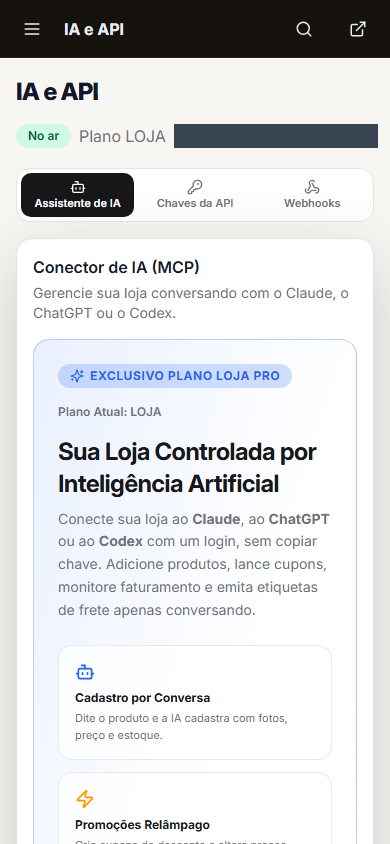 IA e API
IA e API
No ar
Plano LOJA
Assistente de IA
Chaves da API
Webhooks
Conector de IA (MCP)
Gerencie sua loja conversando com o Claude, o
ChatGPT ou o Codex.
EXCLUSIVO PLANO LOJA PRO
Plano Atual: LOJA
Sua Loja Controlada por
Inteligência Artificial
Conecte sua loja ao Claude, ao ChatGPT
ou ao Codex com um login, sem copiar
chave. Adicione produtos, lance cupons,
monitore faturamento e emita etiquetas
de frete apenas conversando.
Cadastro por Conversa
Dite o produto e a IA cadastra com fotos,
preço e estoque.
Promoções Relâmpago